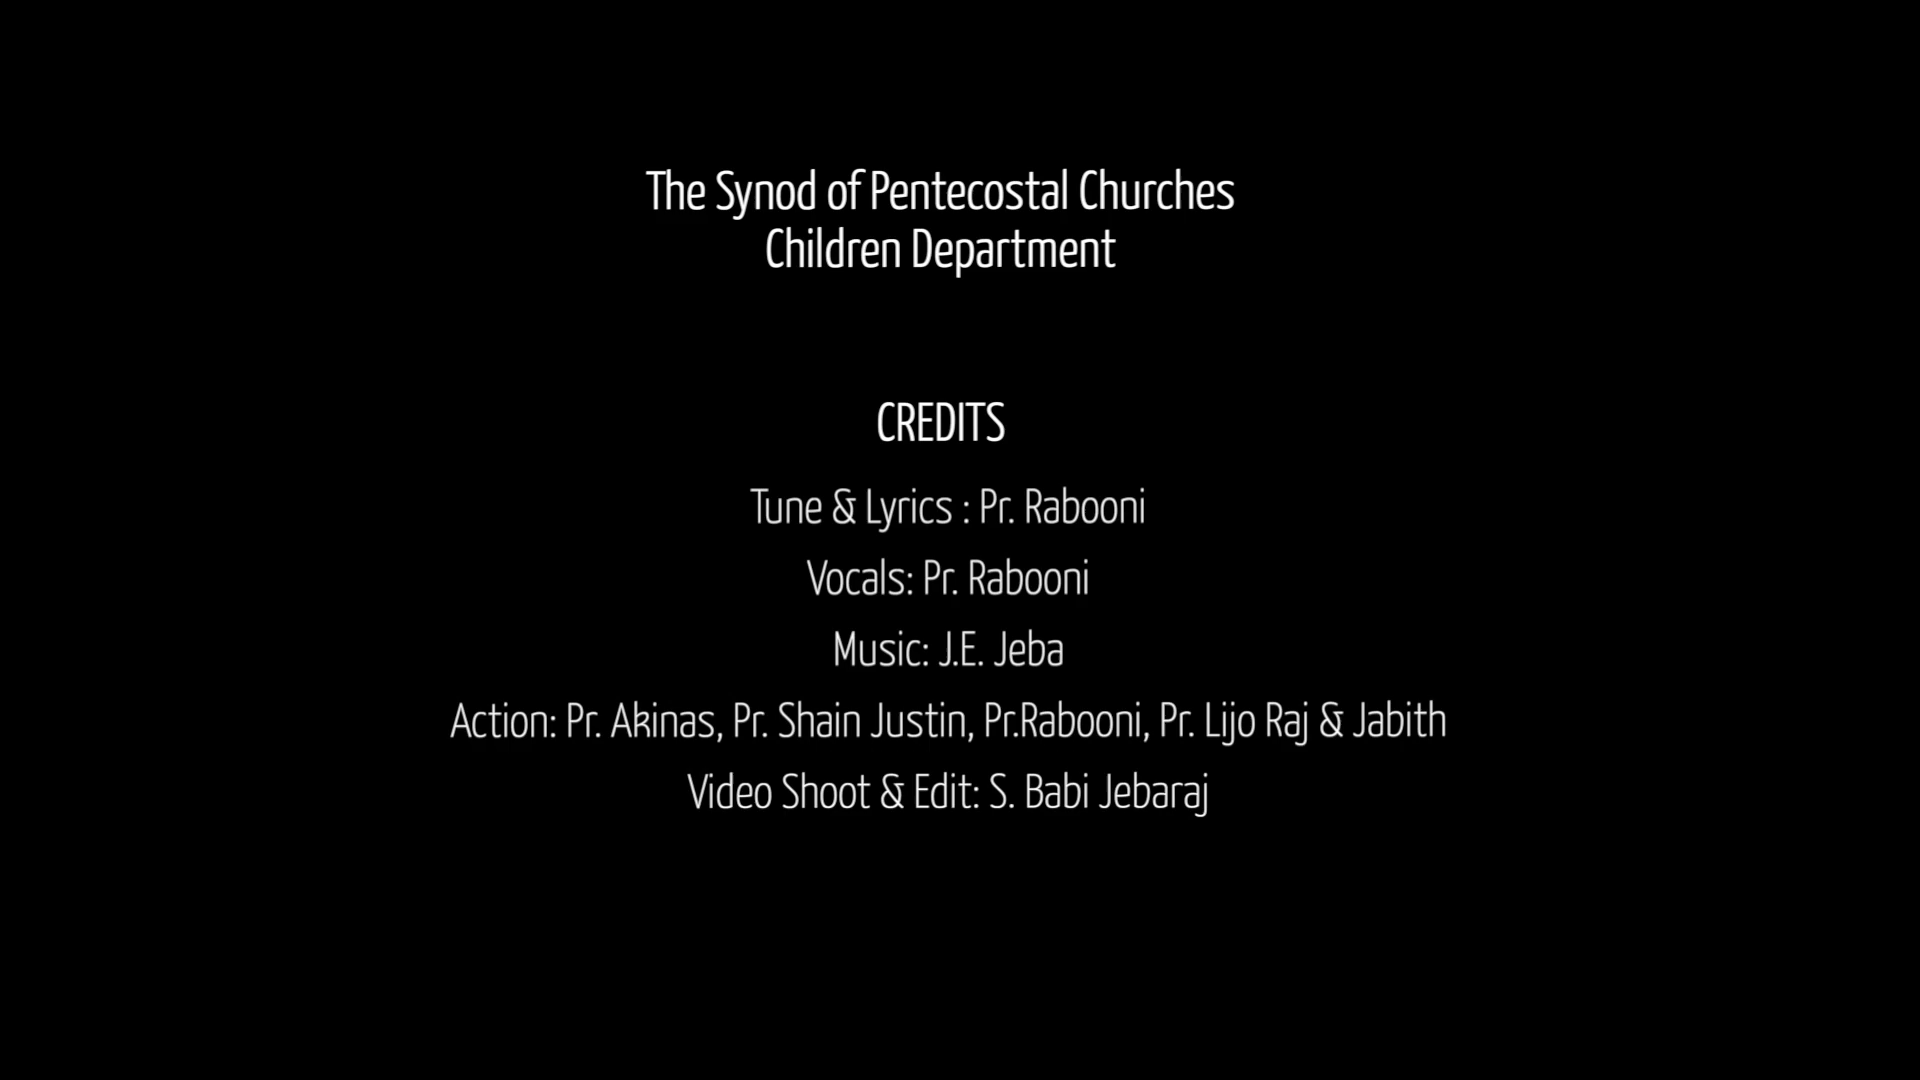 The Synod of Pentecostal Churches
Children Department
CREDITS
Tune & Lyrics : Pr. Rabooni
Vocals: Pr. Rabooni
Music: J.E. Jeba
Action: Pr. Akinas, Pr. Shain Justin, Pr.Rabooni, Pr. Lijo Raj & Jabith
Video Shoot & Edit: S. Babi Jebaraj